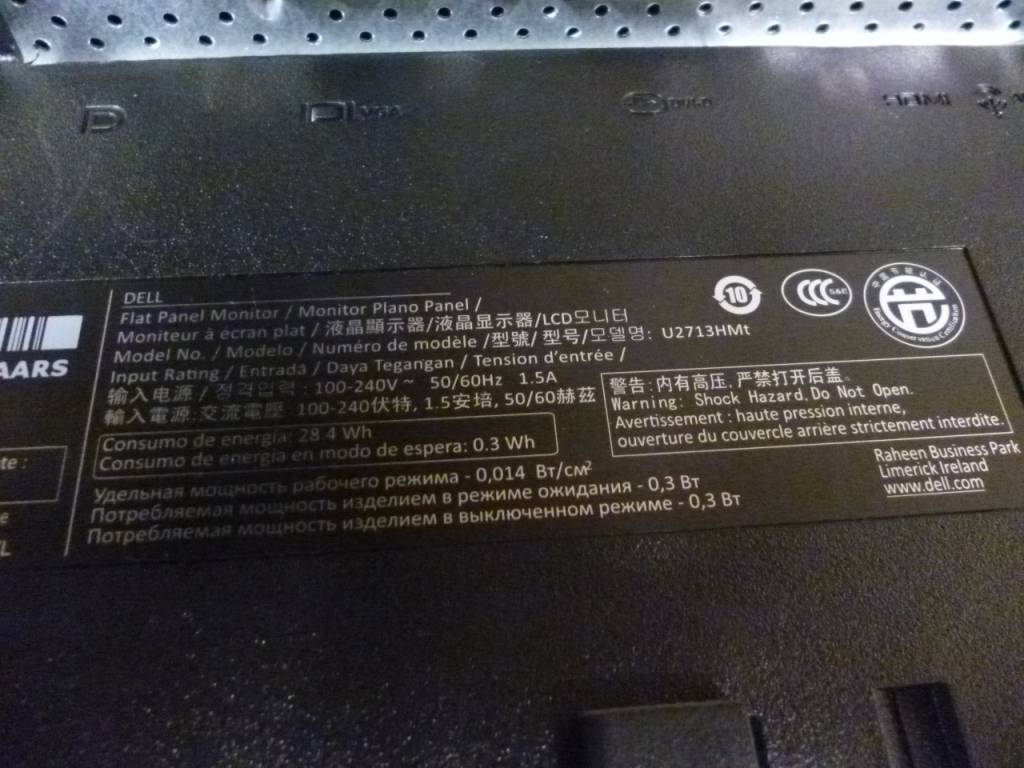 VGA
HDMI
DELL
Flat Panel Monitor / Monitor Plano Panel /
Moniteur à écran plat / 液晶顯示器/液晶显示器/LCD모니터
Model No. / Modelo / Numéro de modèle /型號/ 型号/모델명: U2713HMt
Input Rating / Entrada / Daya Tegangan / Tension d'entrée /
输入电源 / 정격입력 : 100-240V ~ 50/60Hz 1.5A
輸入電源:交流電壓 100-240伏特, 1.5安培, 50/60赫茲
Consumo de energía: 28.4 Wh
Consumo de energía en modo de espera: 0.3 Wh
Удельная мощность рабочего режима - 0,014 Вт/см²
Потребляемая мощность изделием в режиме ожидания - 0,3 Вт
Потребляемая мощность изделием в выключенном режиме - 0,3 Вт
10
CCC S&E
警告:内有高压,严禁打开后盖。
Warning: Shock Hazard.Do Not Open.
Avertissement : haute pression interne,
ouverture du couvercle arrière strictement interdite.
Raheen Business Park
Limerick Ireland
www.dell.com
AARS
te :
e